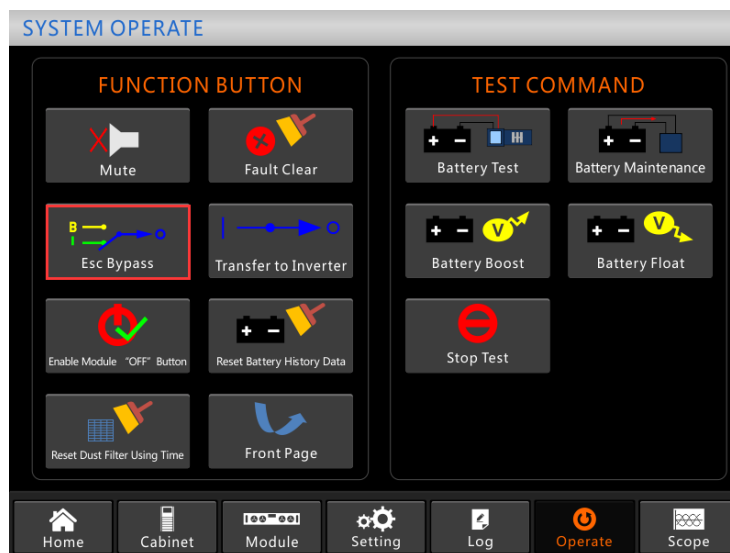 SYSTEM OPERATE
FUNCTION BUTTON
Mute
Fault Clear
B
I
O
Esc Bypass
I
O
Transfer to Inverter
Enable Module “OFF” Button
Reset Battery History Data
Reset Dust Filter Using Time
Front Page
TEST COMMAND
Battery Test
Battery Maintenance
V
Battery Boost
V
Battery Float
Stop Test
Home
Cabinet
Module
Setting
Log
Operate
Scope